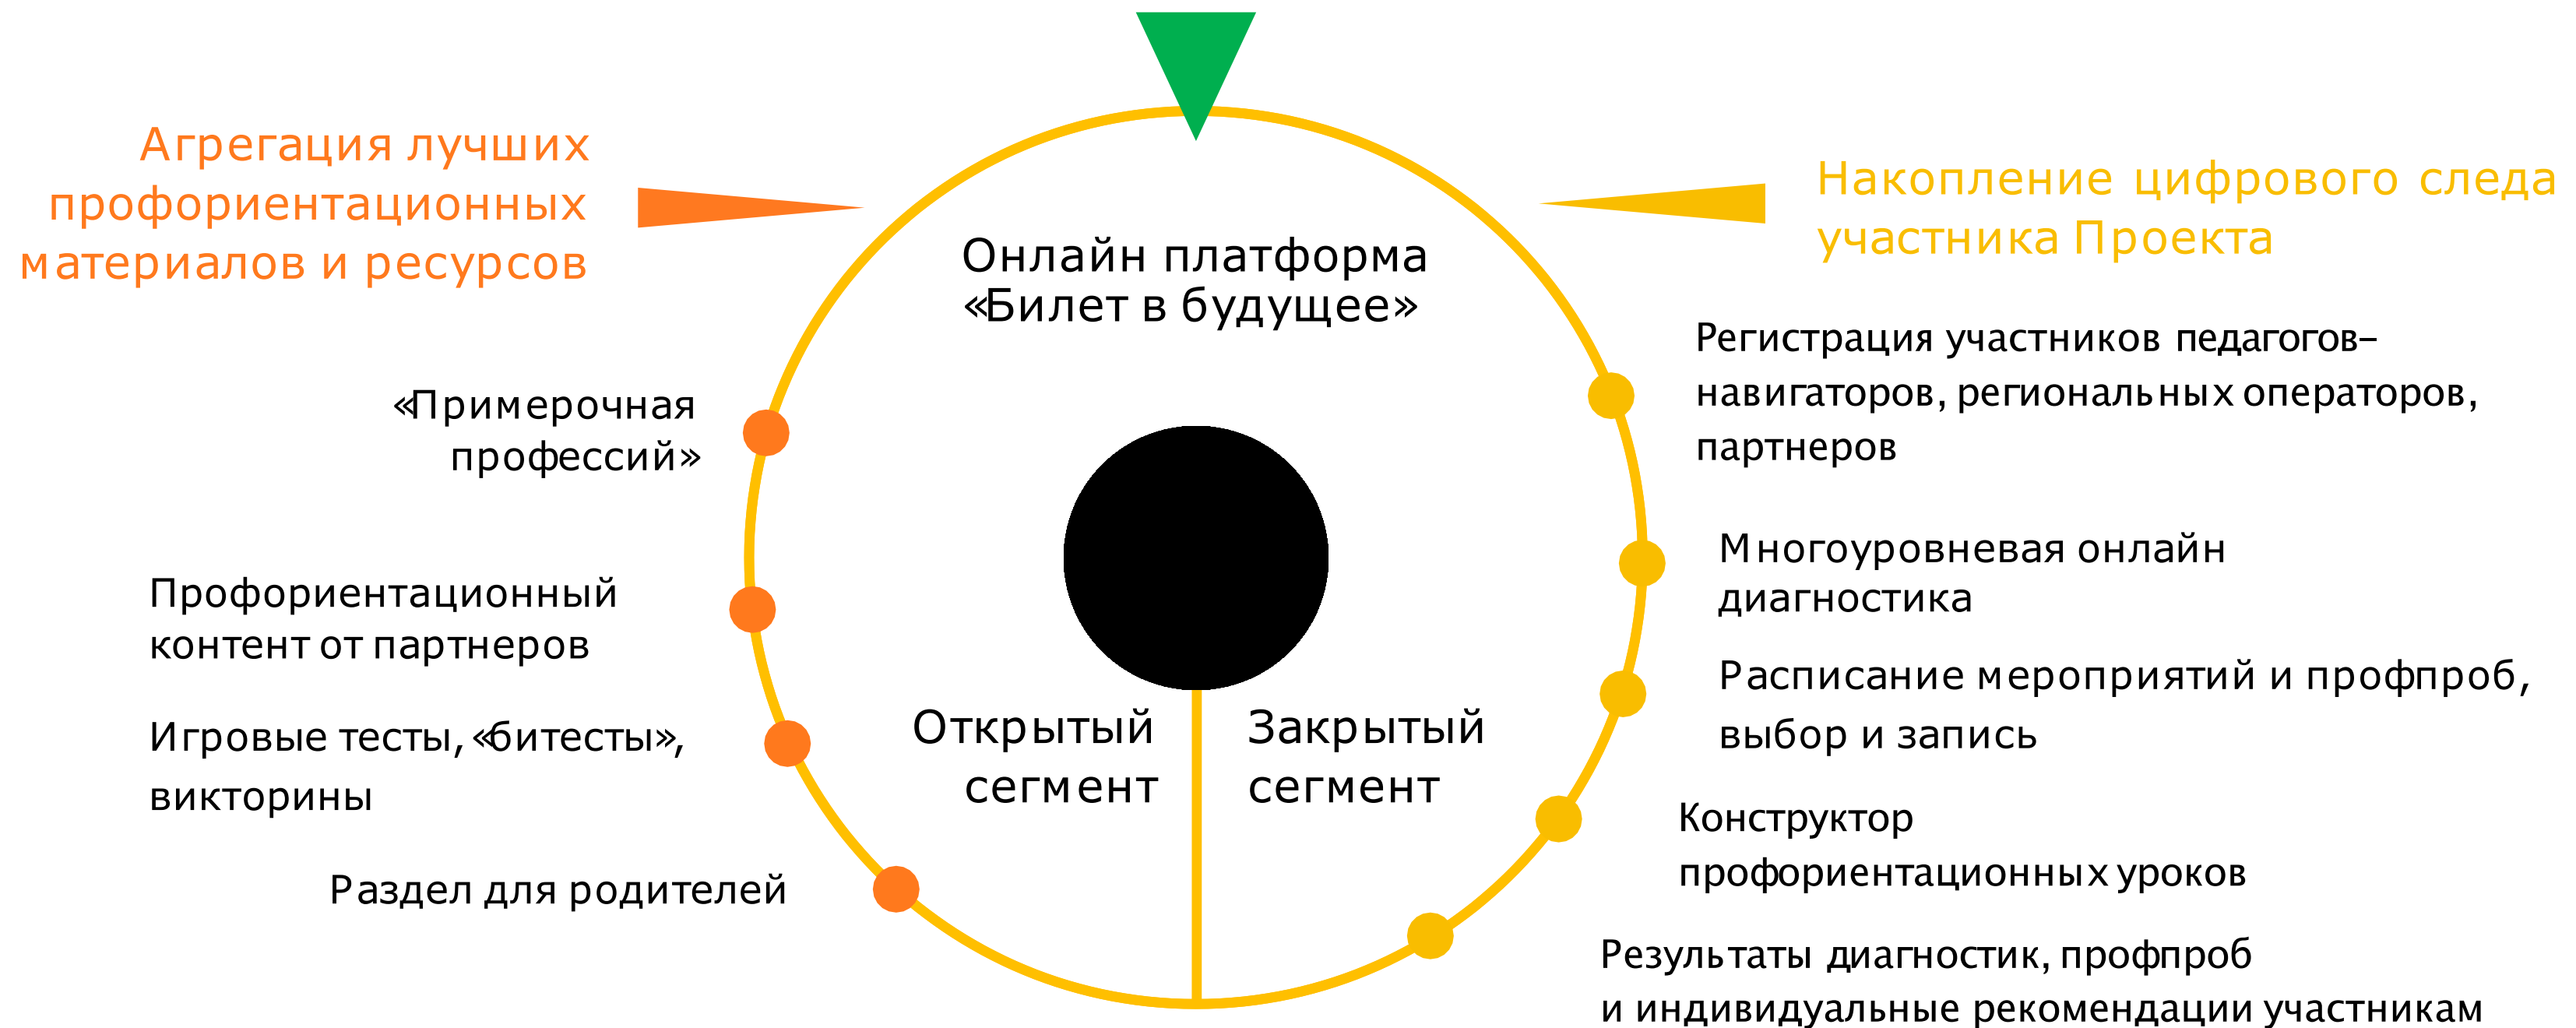 Агрегация лучших
профориентационных
материалов и ресурсов
«Примерочная
профессий»
Профориентационный
контент от партнеров
Игровые тесты, «битесты»,
викторины
Раздел для родителей
Онлайн платформа
«Билет в будущее»
Открытый
сегмент
Закрытый
сегмент
Накопление цифрового следа
участника Проекта
Регистрация участников педагогов–
навигаторов, региональных операторов,
партнеров
Многоуровневая онлайн
диагностика
Расписание мероприятий и профпроб,
выбор и запись
Конструктор
профориентационных уроков
Результаты диагностик, профпроб
и индивидуальные рекомендации участникам